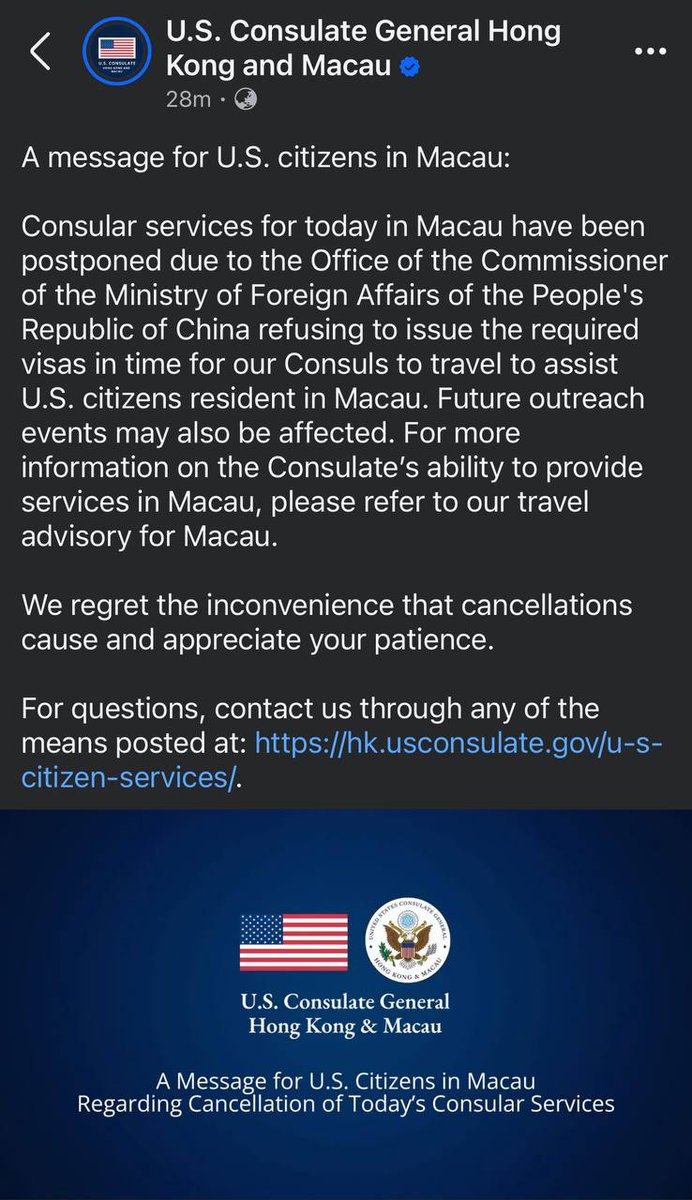 U.S. Consulate General Hong
Kong and Macau
28m ·
A message for U.S. citizens in Macau:
Consular services for today in Macau have been
postponed due to the Office of the Commissioner
of the Ministry of Foreign Affairs of the People's
Republic of China refusing to issue the required
visas in time for our Consuls to travel to assist
U.S. citizens resident in Macau. Future outreach
events may also be affected. For more
information on the Consulate’s ability to provide
services in Macau, please refer to our travel
advisory for Macau.
We regret the inconvenience that cancellations
cause and appreciate your patience.
For questions, contact us through any of the
means posted at: https://hk.usconsulate.gov/u-s-
citizen-services/.
UNITED STATES CONSULATE GENERAL
HONG KONG & MACAU
U.S. Consulate General
Hong Kong & Macau
A Message for U.S. Citizens in Macau
Regarding Cancellation of Today’s Consular Services